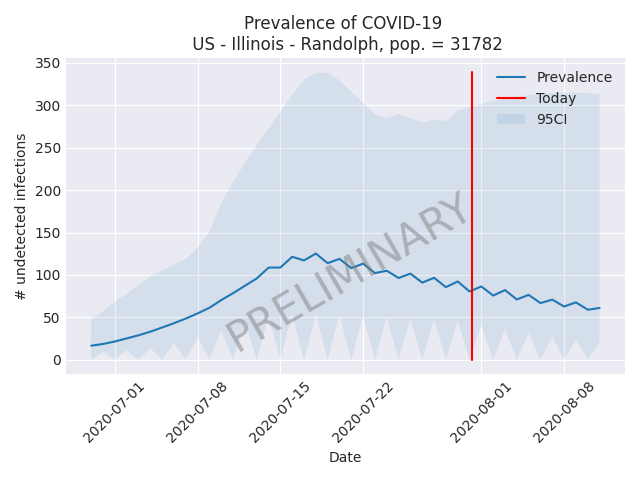 Prevalence of COVID-19
US - Illinois - Randolph, pop. = 31782
350
300
250
200
150
100
50
0
# undetected infections
Prevalence
Today
95CI
PRELIMINARY
2020-07-01
2020-07-08
2020-07-15
2020-07-22
2020-08-01
2020-08-08
Date